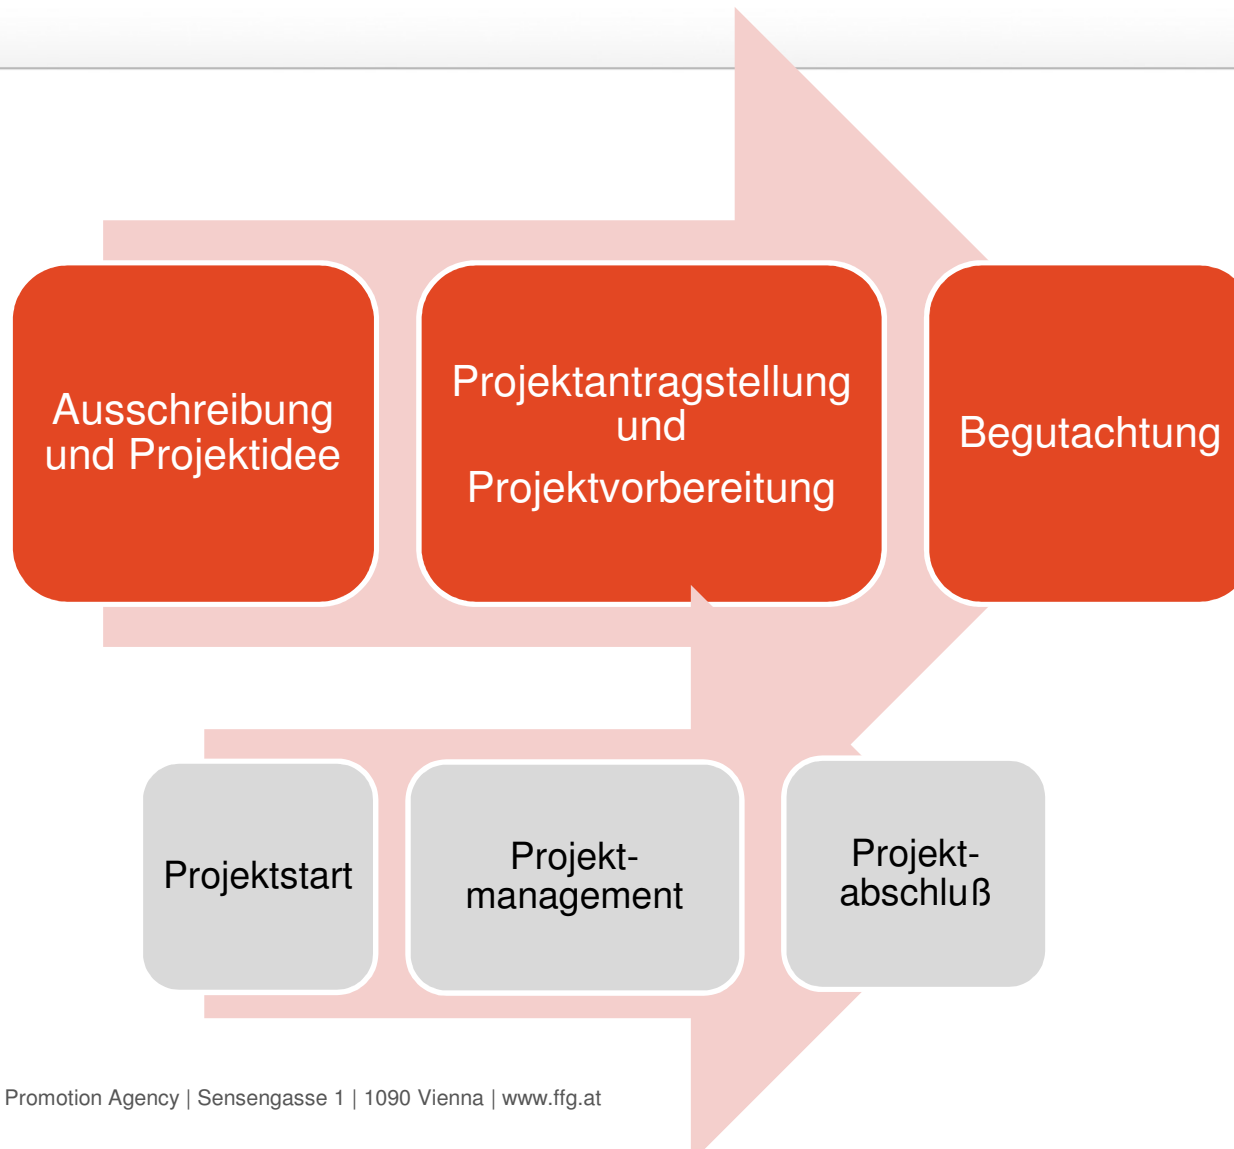 Ausschreibung
und Projektidee
Projektantragstellung
und
Projektvorbereitung
Begutachtung
Projektstart
Projekt-
management
Projekt-
abschluß
Promotion Agency | Sensengasse 1 | 1090 Vienna | www.ffg.at